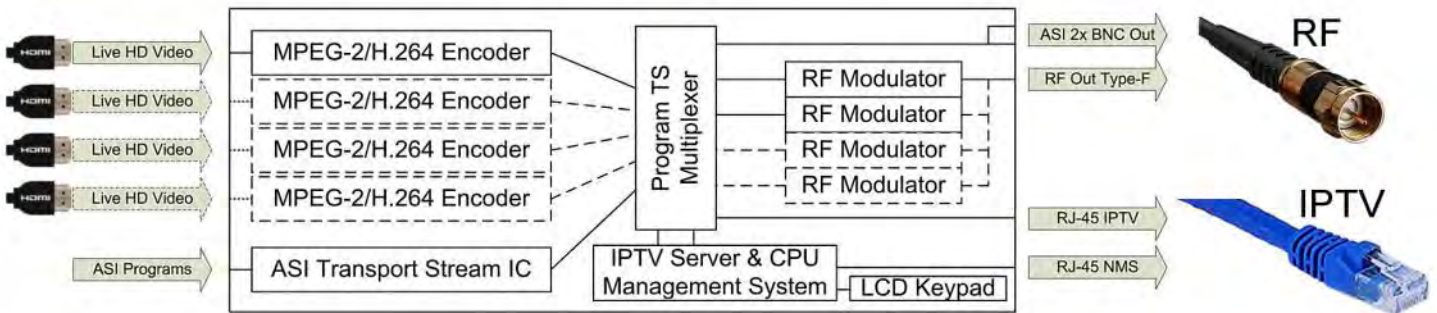 HDMI
Live HD Video
MPEG-2/H.264 Encoder
HDMI
Live HD Video
MPEG-2/H.264 Encoder
HDMI
Live HD Video
MPEG-2/H.264 Encoder
HDMI
Live HD Video
MPEG-2/H.264 Encoder
ASI Programs
ASI Transport Stream IC
Program TS
Multiplexer
RF Modulator
RF Modulator
RF Modulator
RF Modulator
IPTV Server & CPU
Management System
LCD Keypad
ASI 2x BNC Out
RF Out Type-F
RF
RJ-45 IPTV
RJ-45 NMS
IPTV